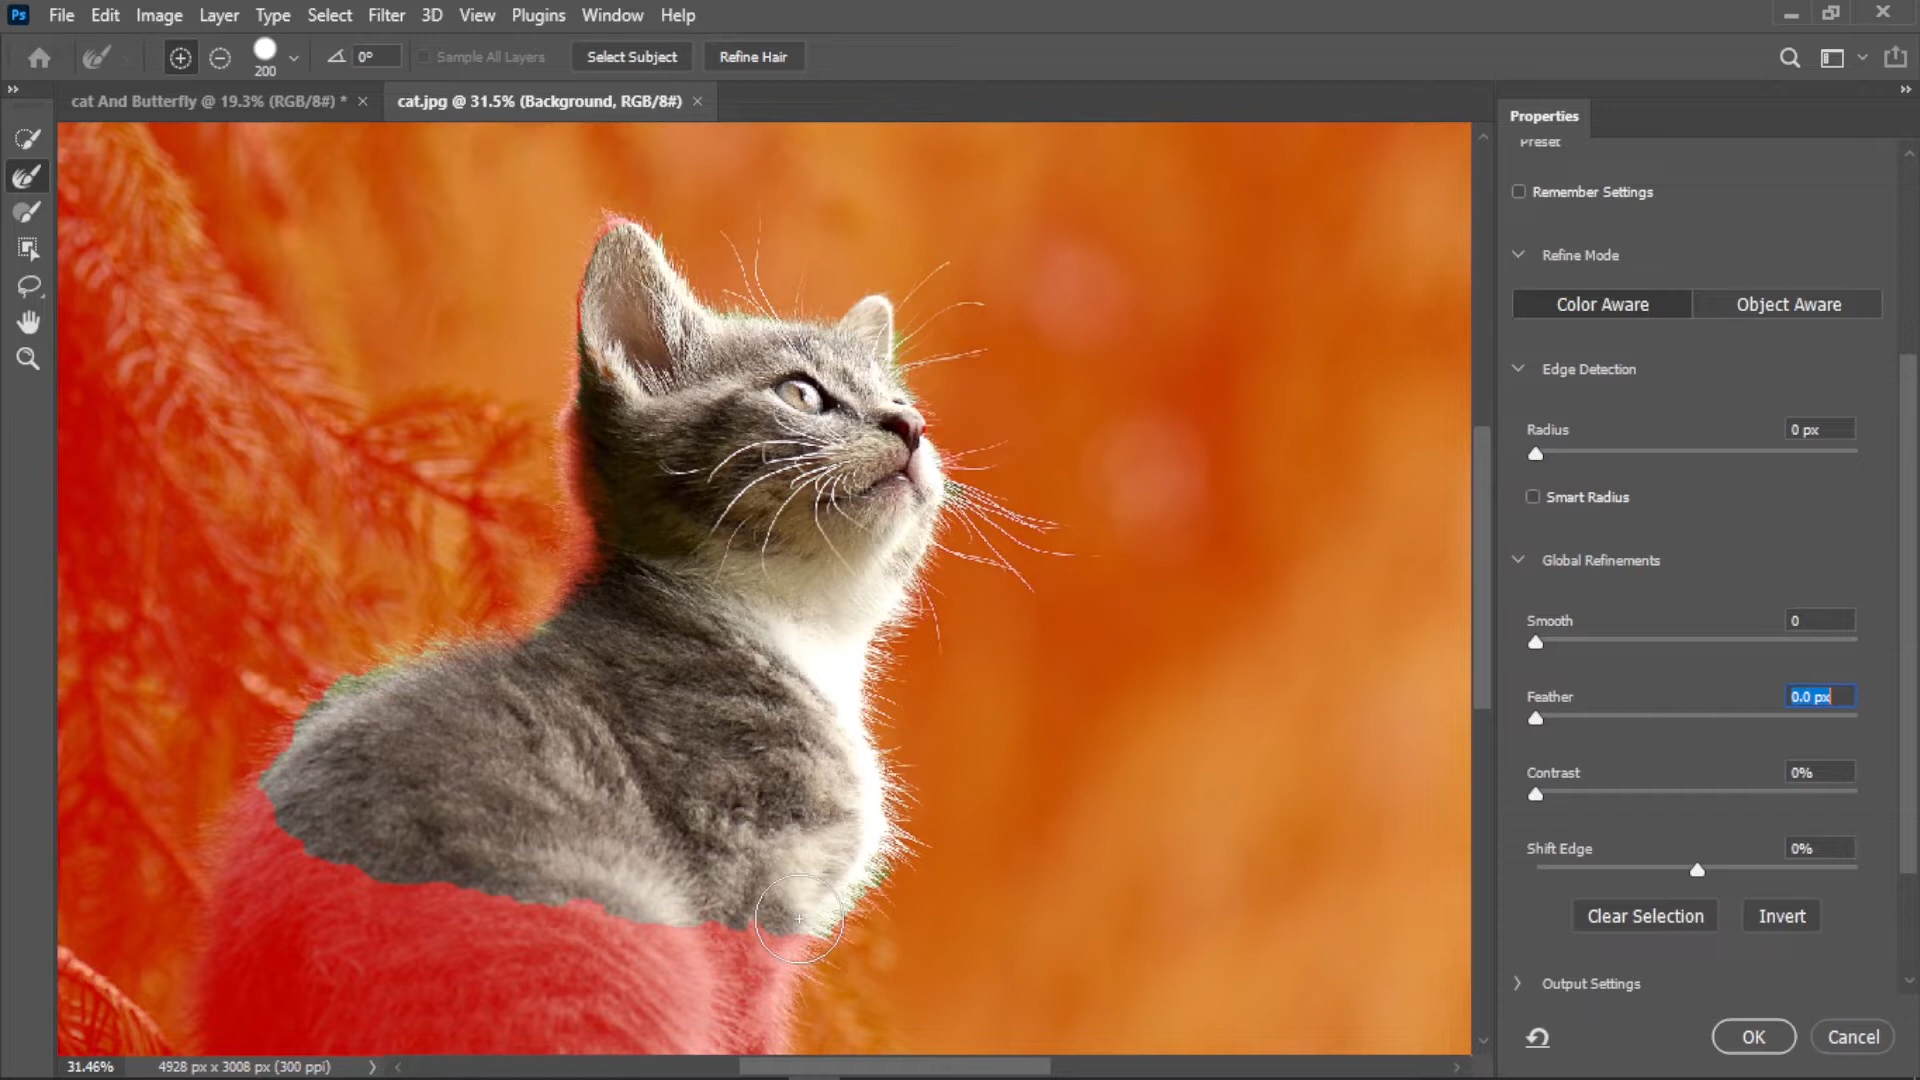 Ps File Edit Image Layer Type Select Filter 3D View Plugins Window Help
200 0° Sample All Layers Select Subject Refine Hair
cat And Butterfly @ 19.3% (RGB/8#) * × cat.jpg @ 31.5% (Background, RGB/8#) ×
Properties
Preset
Remember Settings
Refine Mode
Color Aware Object Aware
Edge Detection
Radius 0 px
Smart Radius
Global Refinements
Smooth 0
Feather 0.0 px
Contrast 0%
Shift Edge 0%
Clear Selection Invert
Output Settings
OK Cancel
31.46% 4928 px x 3008 px (300 ppi)